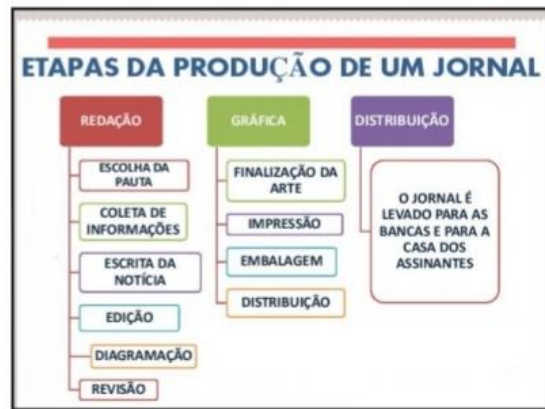 ETAPAS DA PRODUÇÃO DE UM JORNAL
REDAÇÃO
ESCOLHA DA
PAUTA
COLETA DE
INFORMAÇÕES
ESCRITA DA
NOTÍCIA
EDIÇÃO
DIAGRAMAÇÃO
REVISÃO
GRÁFICA
FINALIZAÇÃO DA
ARTE
IMPRESSÃO
EMBALAGEM
DISTRIBUIÇÃO
DISTRIBUIÇÃO
O JORNAL É
LEVADO PARA AS
BANCAS E PARA A
CASA DOS
ASSINANTES